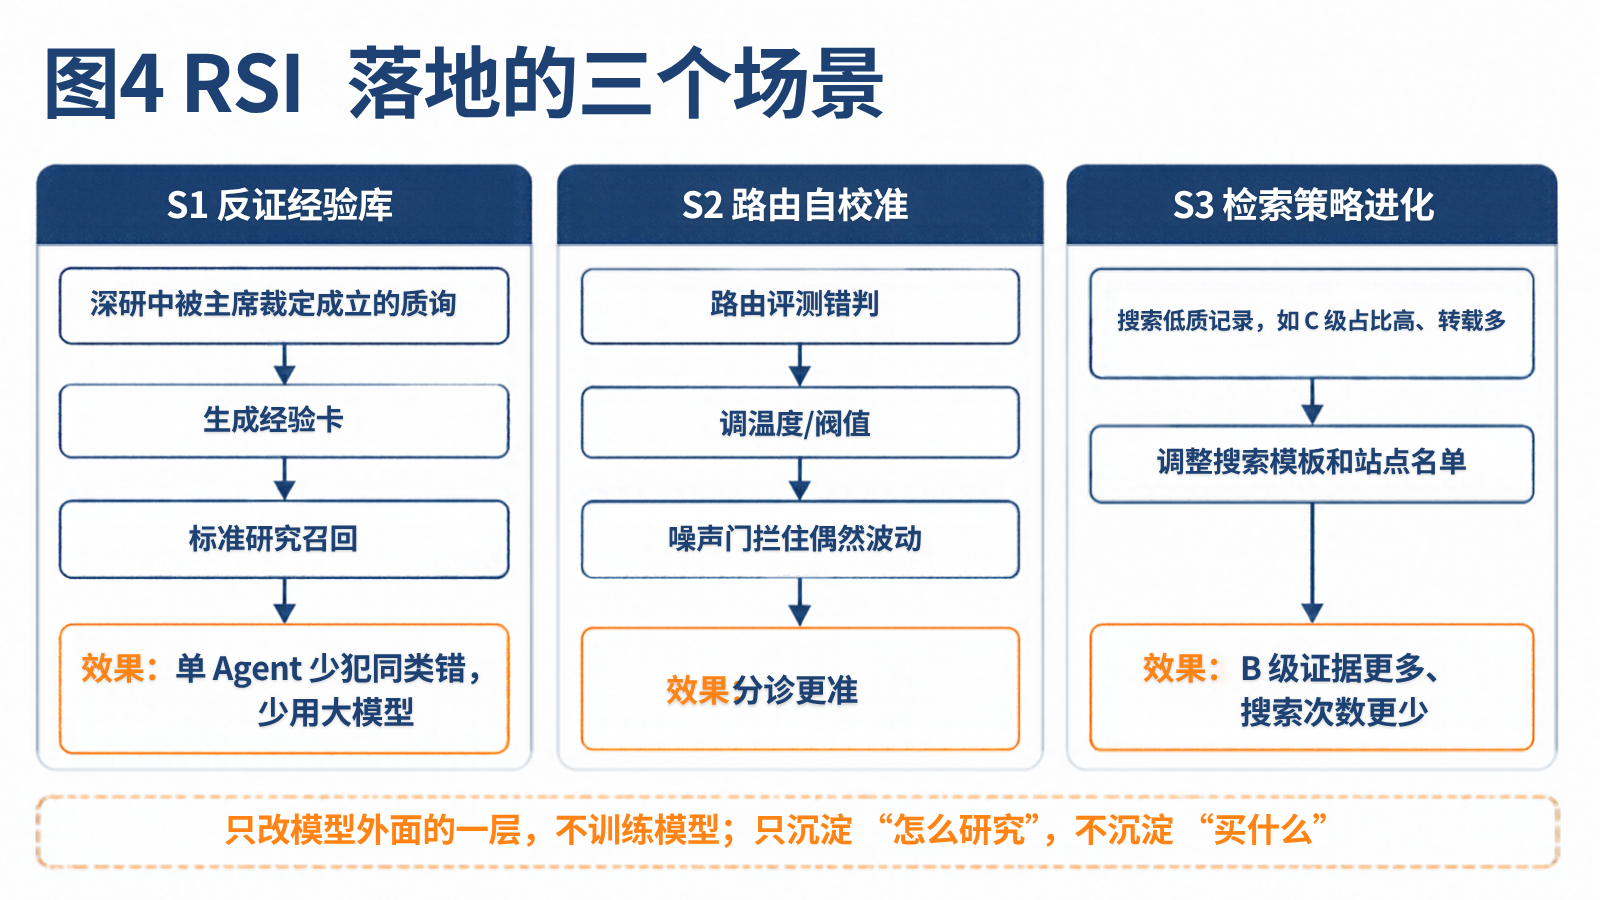 图4 RSI 落地的三个场景
S1 反证经验库
深研中被主席裁定成立的质询
生成经验卡
标准研究召回
效果：单 Agent 少犯同类错，
少用大模型
S2 路由自校准
路由评测错判
调温度/阀值
噪声门拦住偶然波动
效果：分诊更准
S3 检索策略进化
搜索低质记录，如 C 级占比高、转载多
调整搜索模板和站点名单
效果：B 级证据更多、
搜索次数更少
只改模型外面的一层，不训练模型；只沉淀“怎么研究”，不沉淀“买什么”